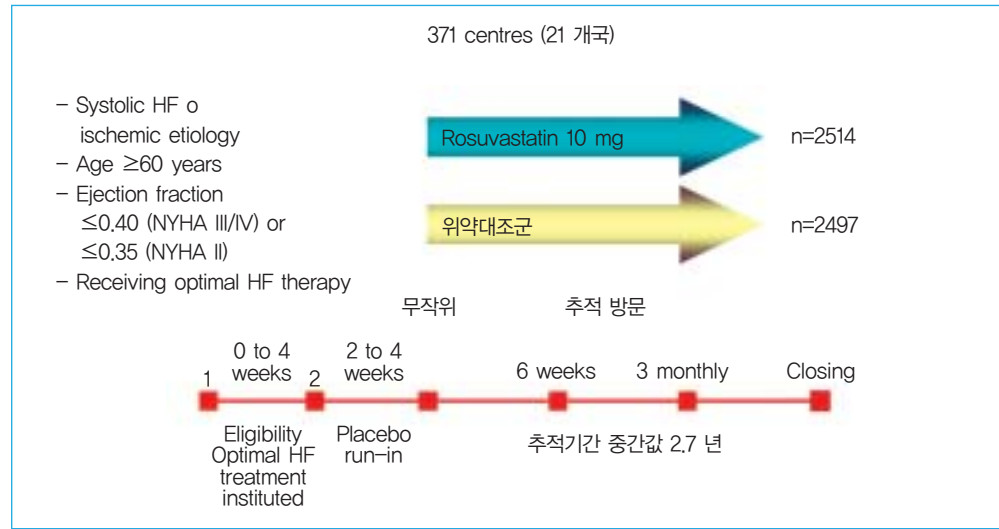 371 centres (21 개국)
- Systolic HF o
ischemic etiology
- Age ≥60 years
- Ejection fraction
≤0.40 (NYHA III/IV) or
≤0.35 (NYHA II)
- Receiving optimal HF therapy
Rosuvastatin 10 mg
n=2514
위약대조군
n=2497
무작위
추적 방문
0 to 4
weeks
2 to 4
weeks
1
2
6 weeks
3 monthly
Closing
Eligibility
Optimal HF
treatment
instituted
Placebo
run-in
추적기간 중간값 2.7 년